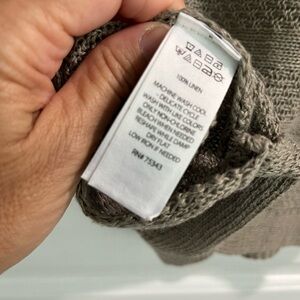 100% LINEN
MACHINE WASH COOL
- DELICATE CYCLE
WASH WITH LIKE COLORS
ONLY NON-CHLORINE
BLEACH WHEN NEEDED
RESHAPE WHILE DAMP
DRY FLAT
LOW IRON IF NEEDED
RN# 75343